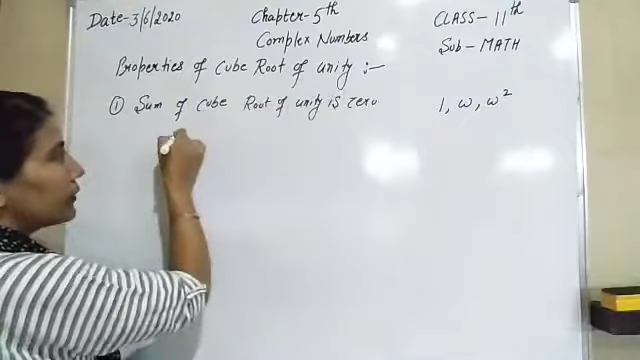 Date-3/6/2020 Chapter-5th CLASS-11th
Complex Numbers Sub-MATH
Properties of Cube Root of unity :-
① Sum of cube Root of unity is zero 1, ω, ω²